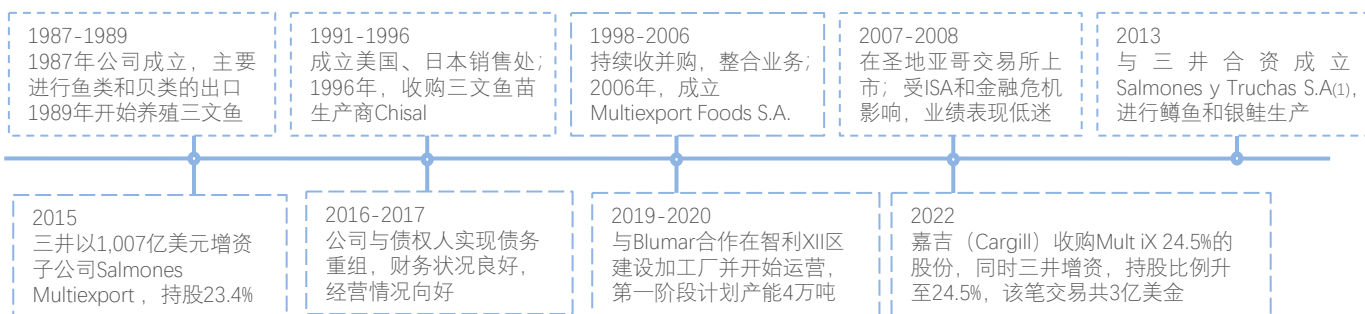 1987-1989
1987年公司成立，主要
进行鱼类和贝类的出口
1989年开始养殖三文鱼
1991-1996
成立美国、日本销售处；
1996年，收购三文鱼苗
生产商Chisal
1998-2006
持续收并购，整合业务；
2006年，成立
Multiexport Foods S.A.
2007-2008
在圣地亚哥交易所上
市；受ISA和金融危机
影响，业绩表现低迷
2013
与三井合资成立
Salmones y Truchas S.A(1)，
进行鳟鱼和银鲑生产
2015
三井以1,007亿美元增资
子公司Salmones
Multiexport ，持股23.4%
2016-2017
公司与债权人实现债务
重组，财务状况良好，
经营情况向好
2019-2020
与Blumar合作在智利XII区
建设加工厂并开始运营，
第一阶段计划产能4万吨
2022
嘉吉（Cargill）收购Mult iX 24.5%的
股份，同时三井增资，持股比例升
至24.5%，该笔交易共3亿美金